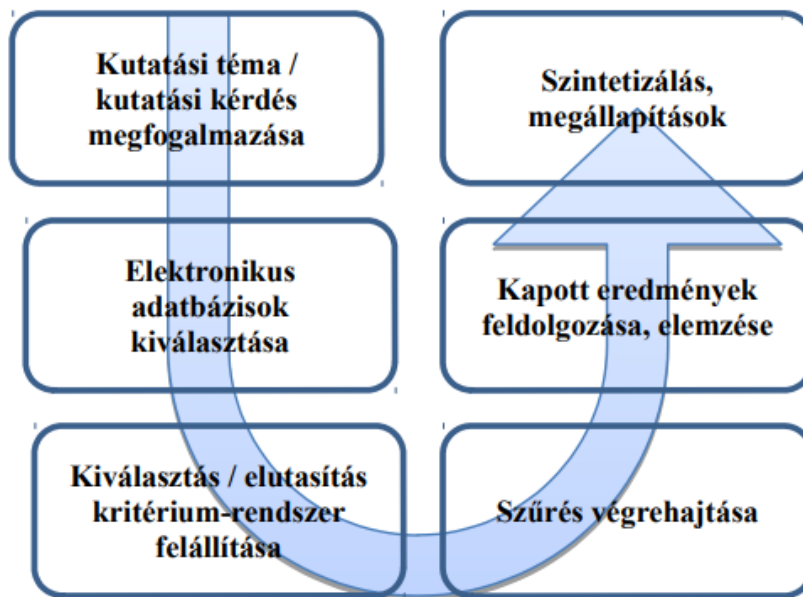 Kutatási téma /
kutatási kérdés
megfogalmazása
Elektronikus
adatbázisok
kiválasztása
Kiválasztás / elutasítás
kritérium-rendszer
felállítása
Szűrés végrehajtása
Kapott eredmények
feldolgozása, elemzése
Szintetizálás,
megállapítások